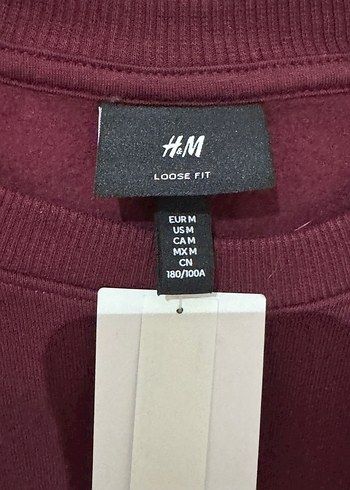 H&M
LOOSE FIT
EUR M
US M
CA M
MX M
CN
180/100A